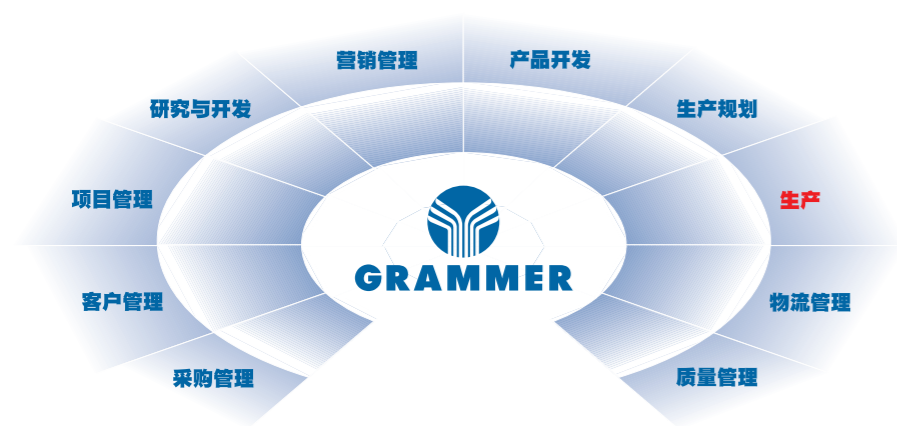 营销管理
产品开发
研究与开发
生产规划
项目管理
生产
GRAMMER
客户管理
物流管理
采购管理
质量管理